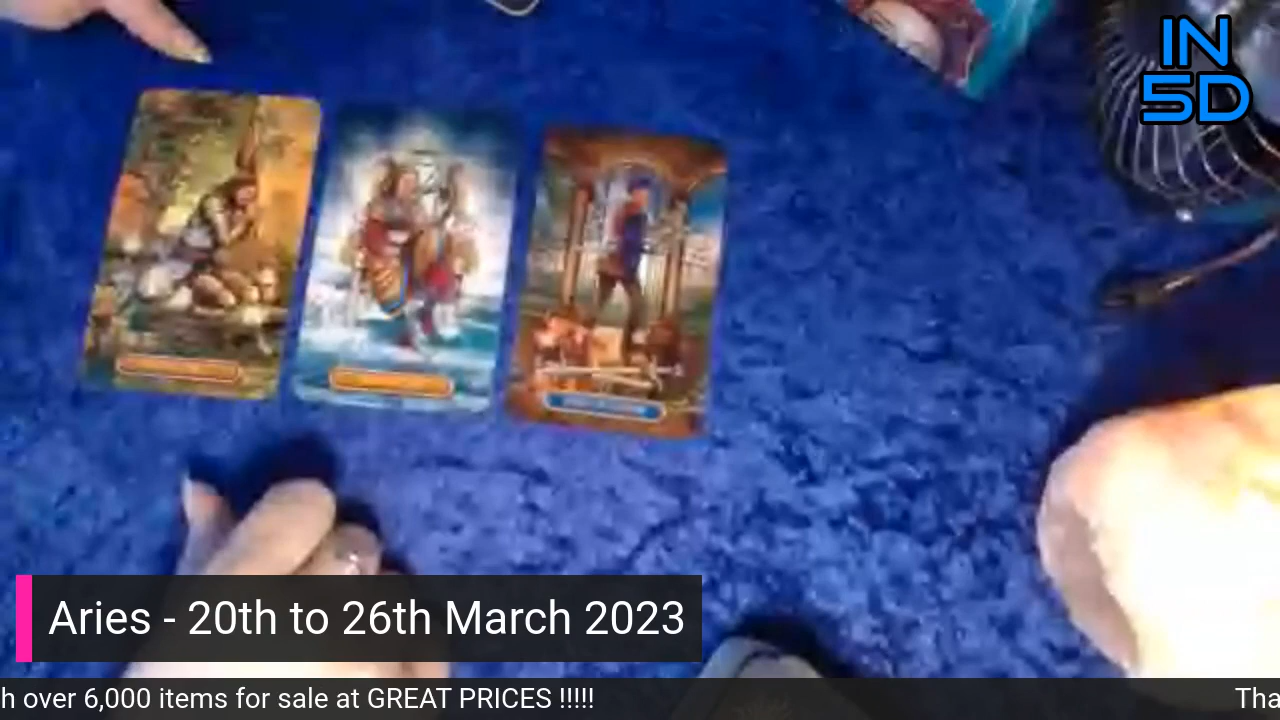 IN
5D
Aries - 20th to 26th March 2023
h over 6,000 items for sale at GREAT PRICES !!!!!
Tha